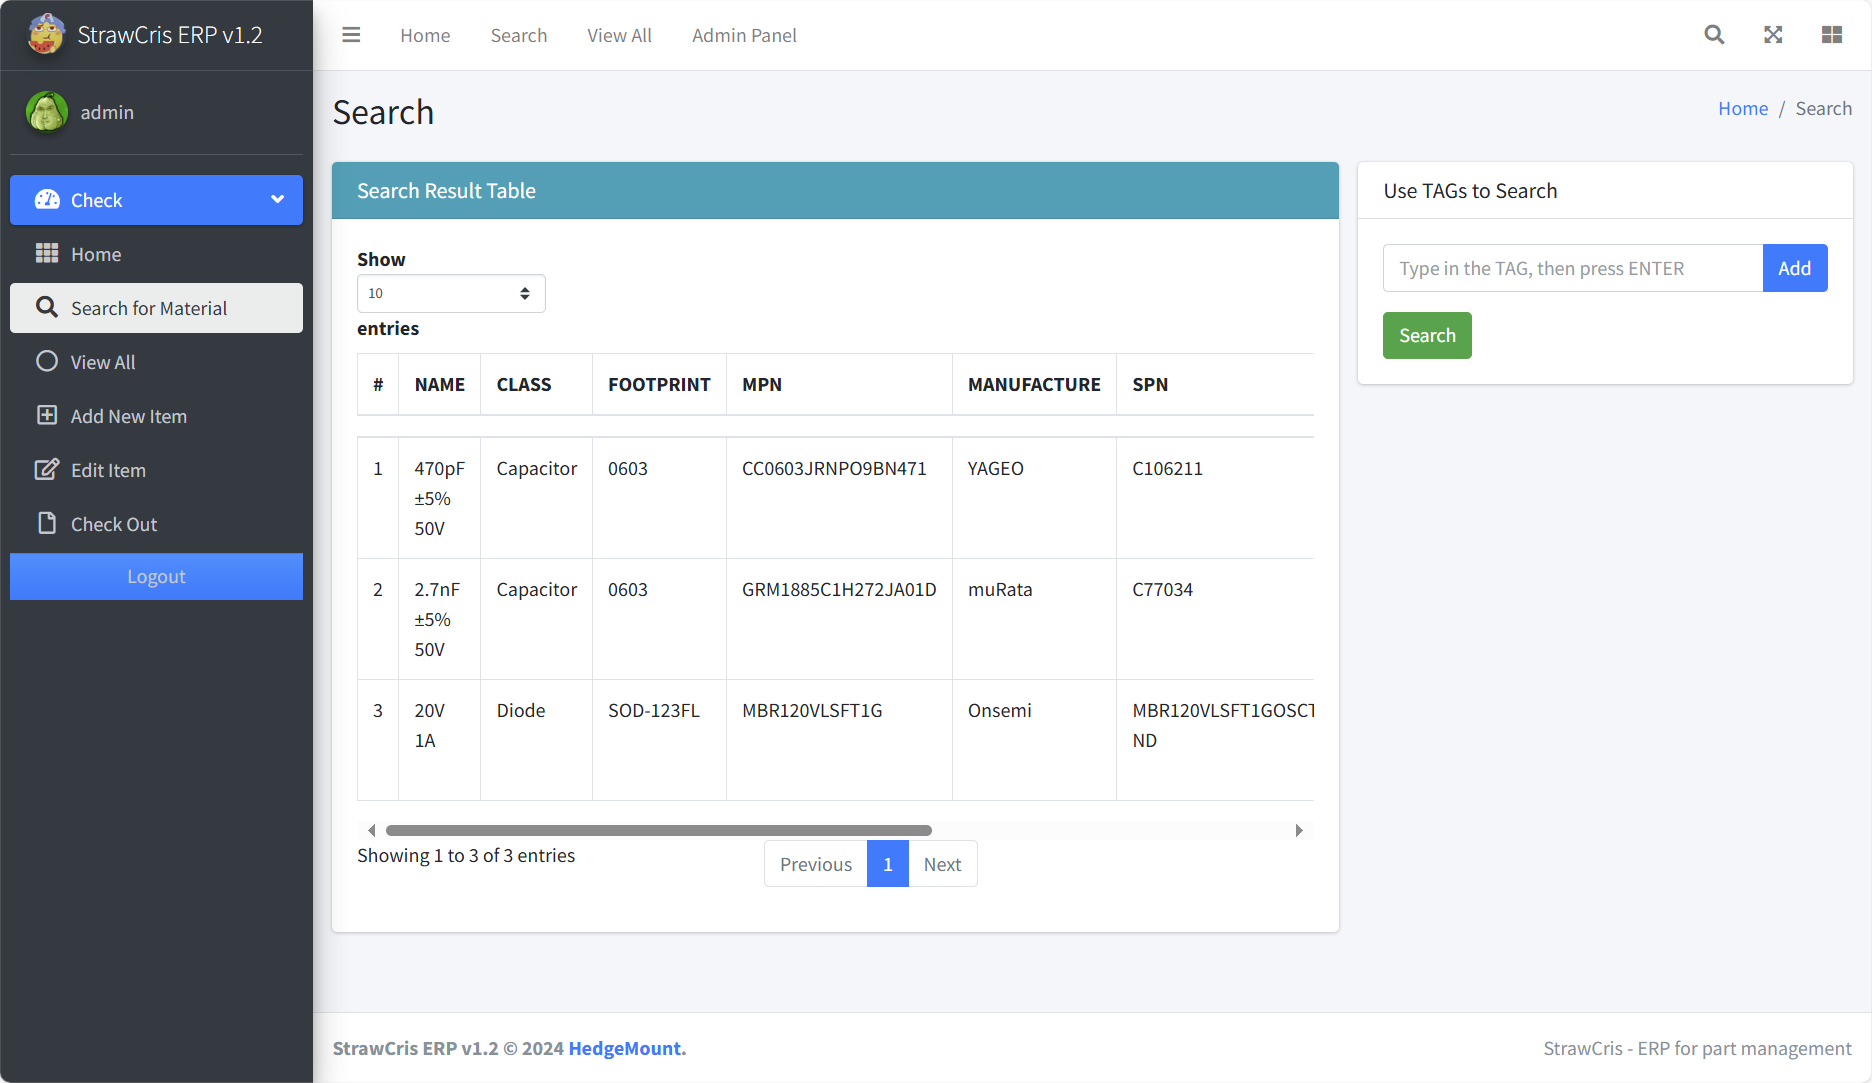 StrawCris ERP v1.2
Home
Search
View All
Admin Panel
admin
Check
Home
Search for Material
View All
Add New Item
Edit Item
Check Out
Logout
Search
Home / Search
Search Result Table
Show
10
entries
# NAME CLASS FOOTPRINT MPN MANUFACTURE SPN
1 470pF Capacitor 0603 CC0603JRNPO9BN471 YAGEO C106211
±5%
50V
2 2.7nF Capacitor 0603 GRM1885C1H272JA01D muRata C77034
±5%
50V
3 20V Diode SOD-123FL MBR120VLSFT1G Onsemi MBR120VLSFT1GOSCT
1A ND
Showing 1 to 3 of 3 entries
Previous 1 Next
Use TAGs to Search
Type in the TAG, then press ENTER
Add
Search
StrawCris ERP v1.2 © 2024 HedgeMount.
StrawCris - ERP for part management